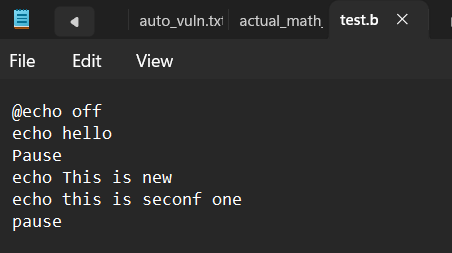 auto_vuln.txt actual_math_ test.b
File Edit View
@echo off
echo hello
Pause
echo This is new
echo this is seconf one
pause